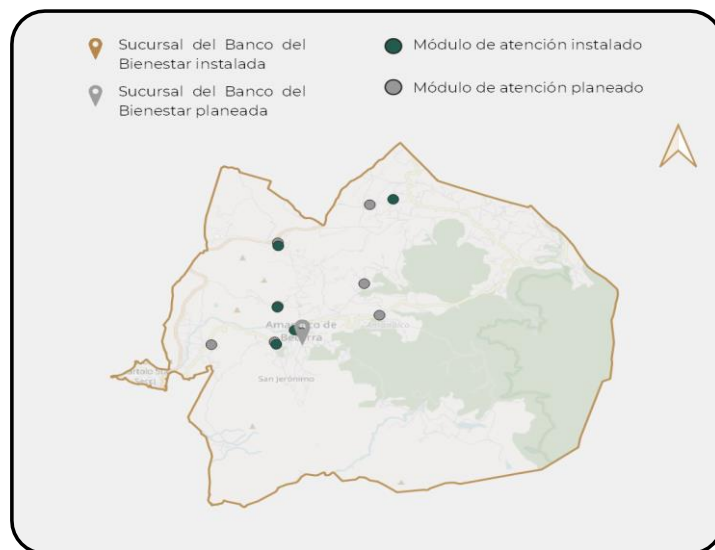 Sucursal del Banco del
Bienestar instalada
Sucursal del Banco del
Bienestar planeada
Módulo de atención instalado
Módulo de atención planeado
de
San Jerónimo